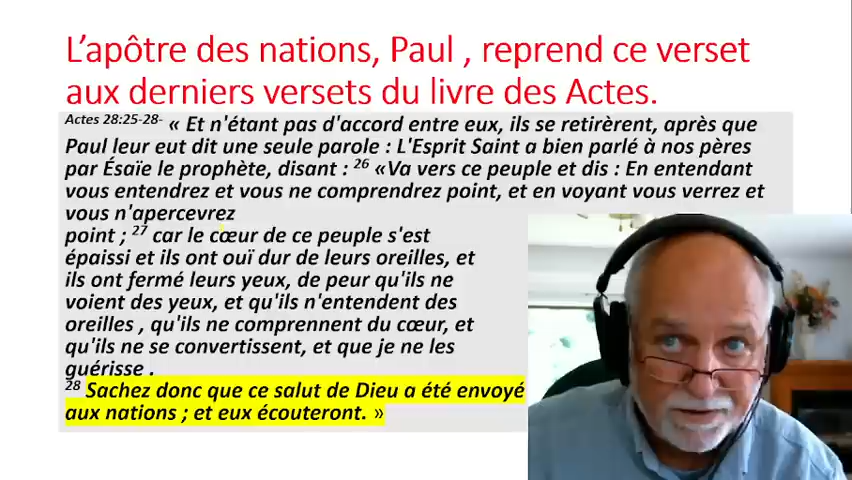 L'apôtre des nations, Paul , reprend ce verset
aux derniers versets du livre des Actes.
Actes 28:25-28- « Et n'étant pas d'accord entre eux, ils se retirèrent, après que
Paul leur eut dit une seule parole : L'Esprit Saint a bien parlé à nos pères
par Ésaïe le prophète, disant : 26 «Va vers ce peuple et dis : En entendant
vous entendrez et vous ne comprendrez point, et en voyant vous verrez et
vous n'apercevrez
point ; 27 car le cœur de ce peuple s'est
épaissi et ils ont ouï dur de leurs oreilles, et
ils ont fermé leurs yeux, de peur qu'ils ne
voient des yeux, et qu'ils n'entendent des
oreilles , qu'ils ne comprennent du cœur, et
qu'ils ne se convertissent, et que je ne les
guérisse .
28 Sachez donc que ce salut de Dieu a été envoyé
aux nations ; et eux écouteront. »